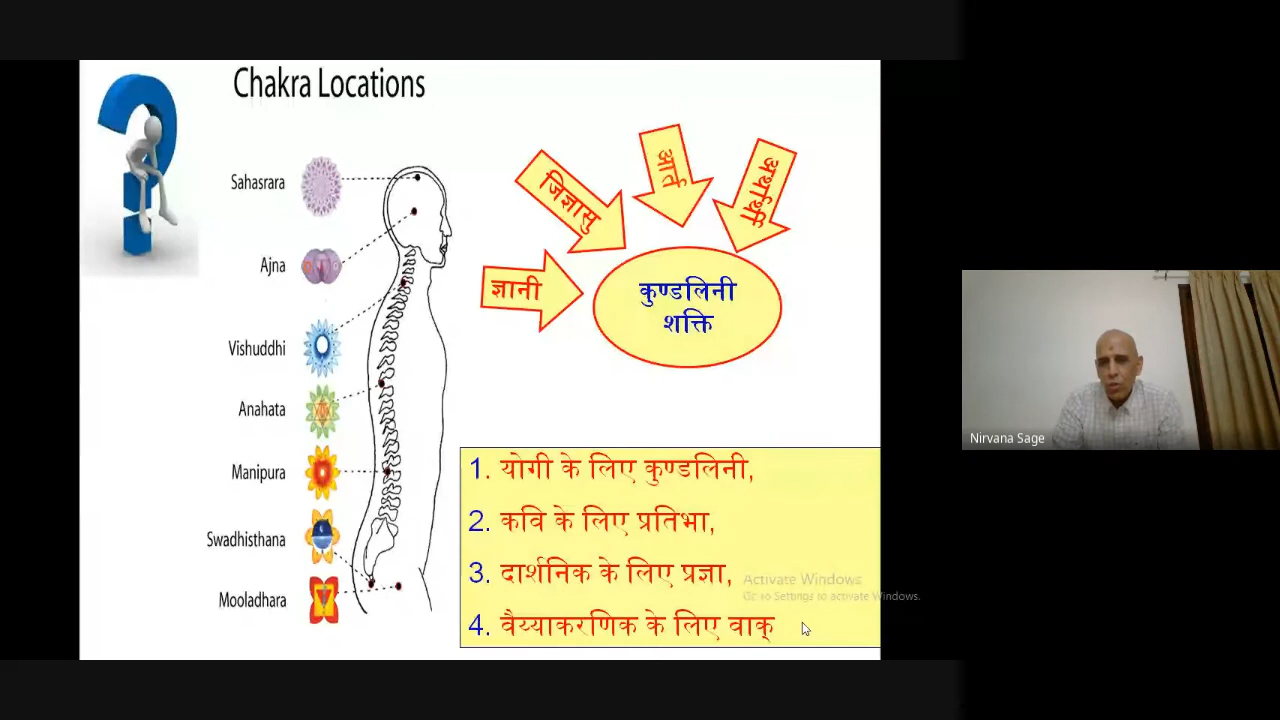 Chakra Locations
Sahasrara
Ajna
Vishuddhi
Anahata
Manipura
Swadhisthana
Mooladhara
ज्ञानी
जिज्ञासु
आर्त
अर्थार्थी
कुण्डलिनी
शक्ति
1. योगी के लिए कुण्डलिनी,
2. कवि के लिए प्रतिभा,
3. दार्शनिक के लिए प्रज्ञा,
4. वैय्याकरणिक के लिए वाक्
Activate Windows
Go to Settings to activate Windows.
Nirvana Sage